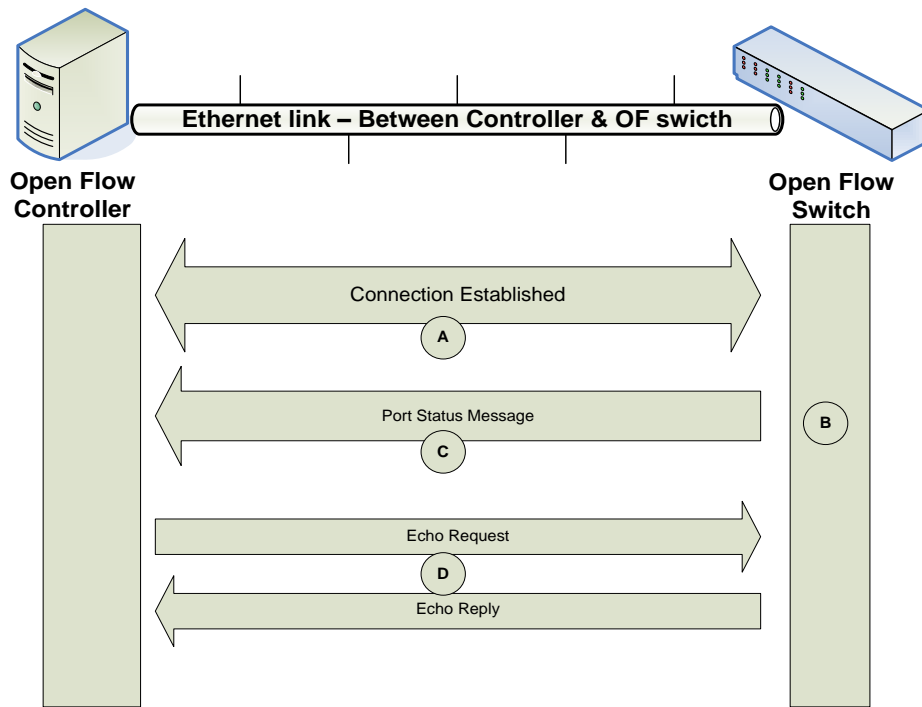 Ethernet link – Between Controller & OF swicth
Open Flow
Controller
Open Flow
Switch
Connection Established
A
Port Status Message
B
C
Echo Request
D
Echo Reply